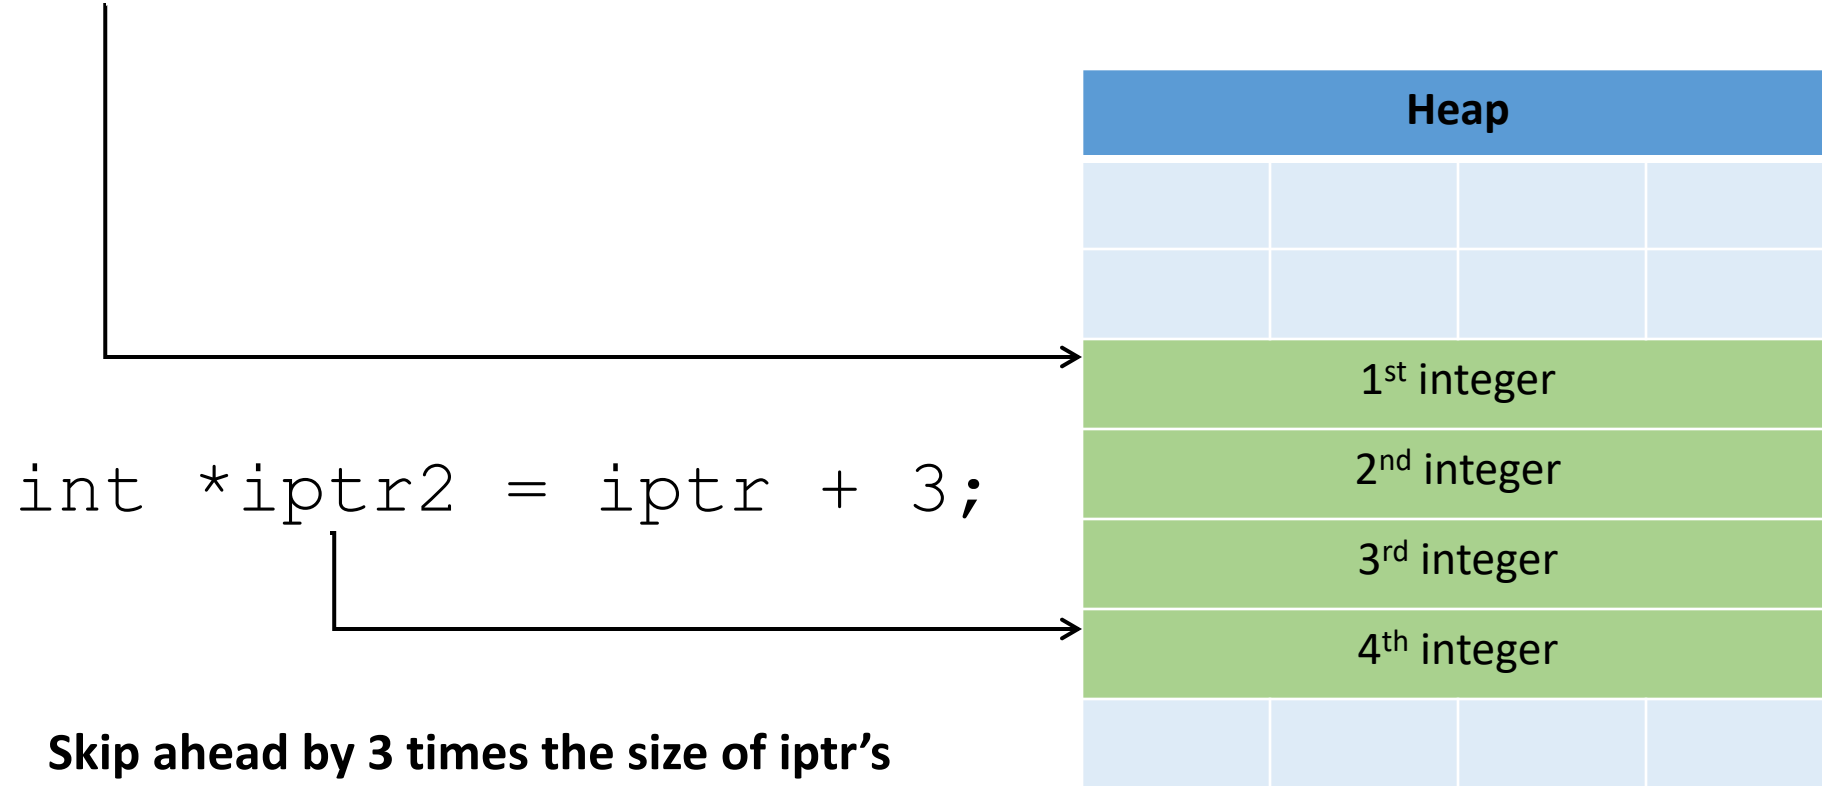 Heap
1st integer
2nd integer
int *iptr2 = iptr + 3;
3rd integer
4th integer
Skip ahead by 3 times the size of iptr’s